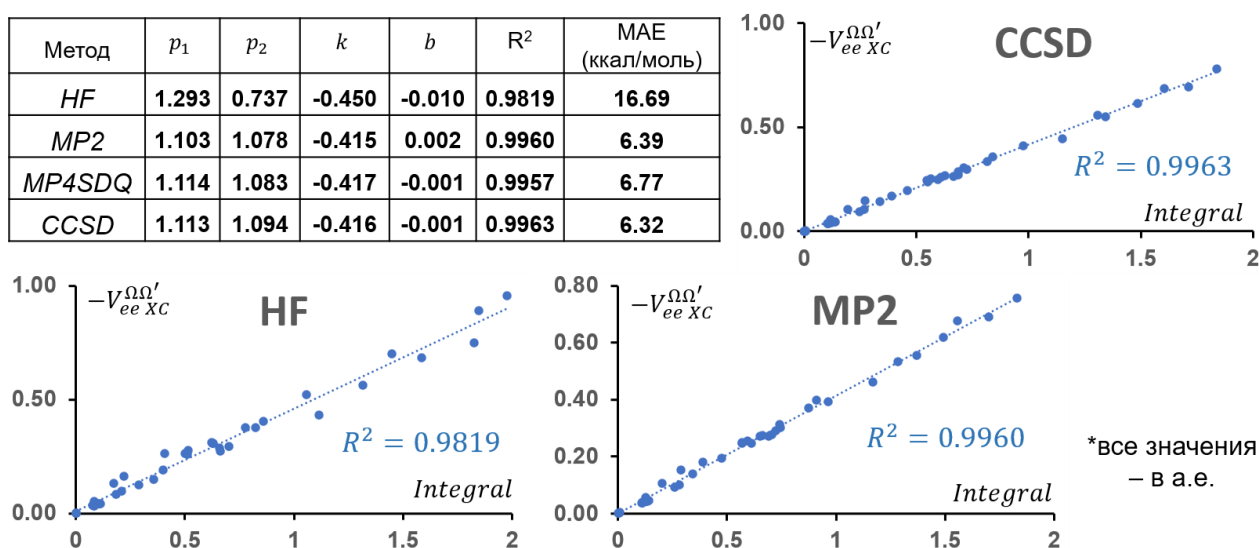 Метод p₁ p₂ k b R² MAE (ккал/моль)
HF 1.293 0.737 -0.450 -0.010 0.9819 16.69
MP2 1.103 1.078 -0.415 0.002 0.9960 6.39
MP4SDQ 1.114 1.083 -0.417 -0.001 0.9957 6.77
CCSD 1.113 1.094 -0.416 -0.001 0.9963 6.32
1.00
−V_{ee XC}^{ΩΩ′}
CCSD
0.50
R² = 0.9963
Integral
0.00
0 0.5 1 1.5 2
1.00
−V_{ee XC}^{ΩΩ′}
HF
0.50
R² = 0.9819
Integral
0.00
0 0.5 1 1.5 2
0.80
−V_{ee XC}^{ΩΩ′}
MP2
0.60
0.40
R² = 0.9960
0.20
Integral
0.00
0 0.5 1 1.5 2
*все значения
– в а.е.